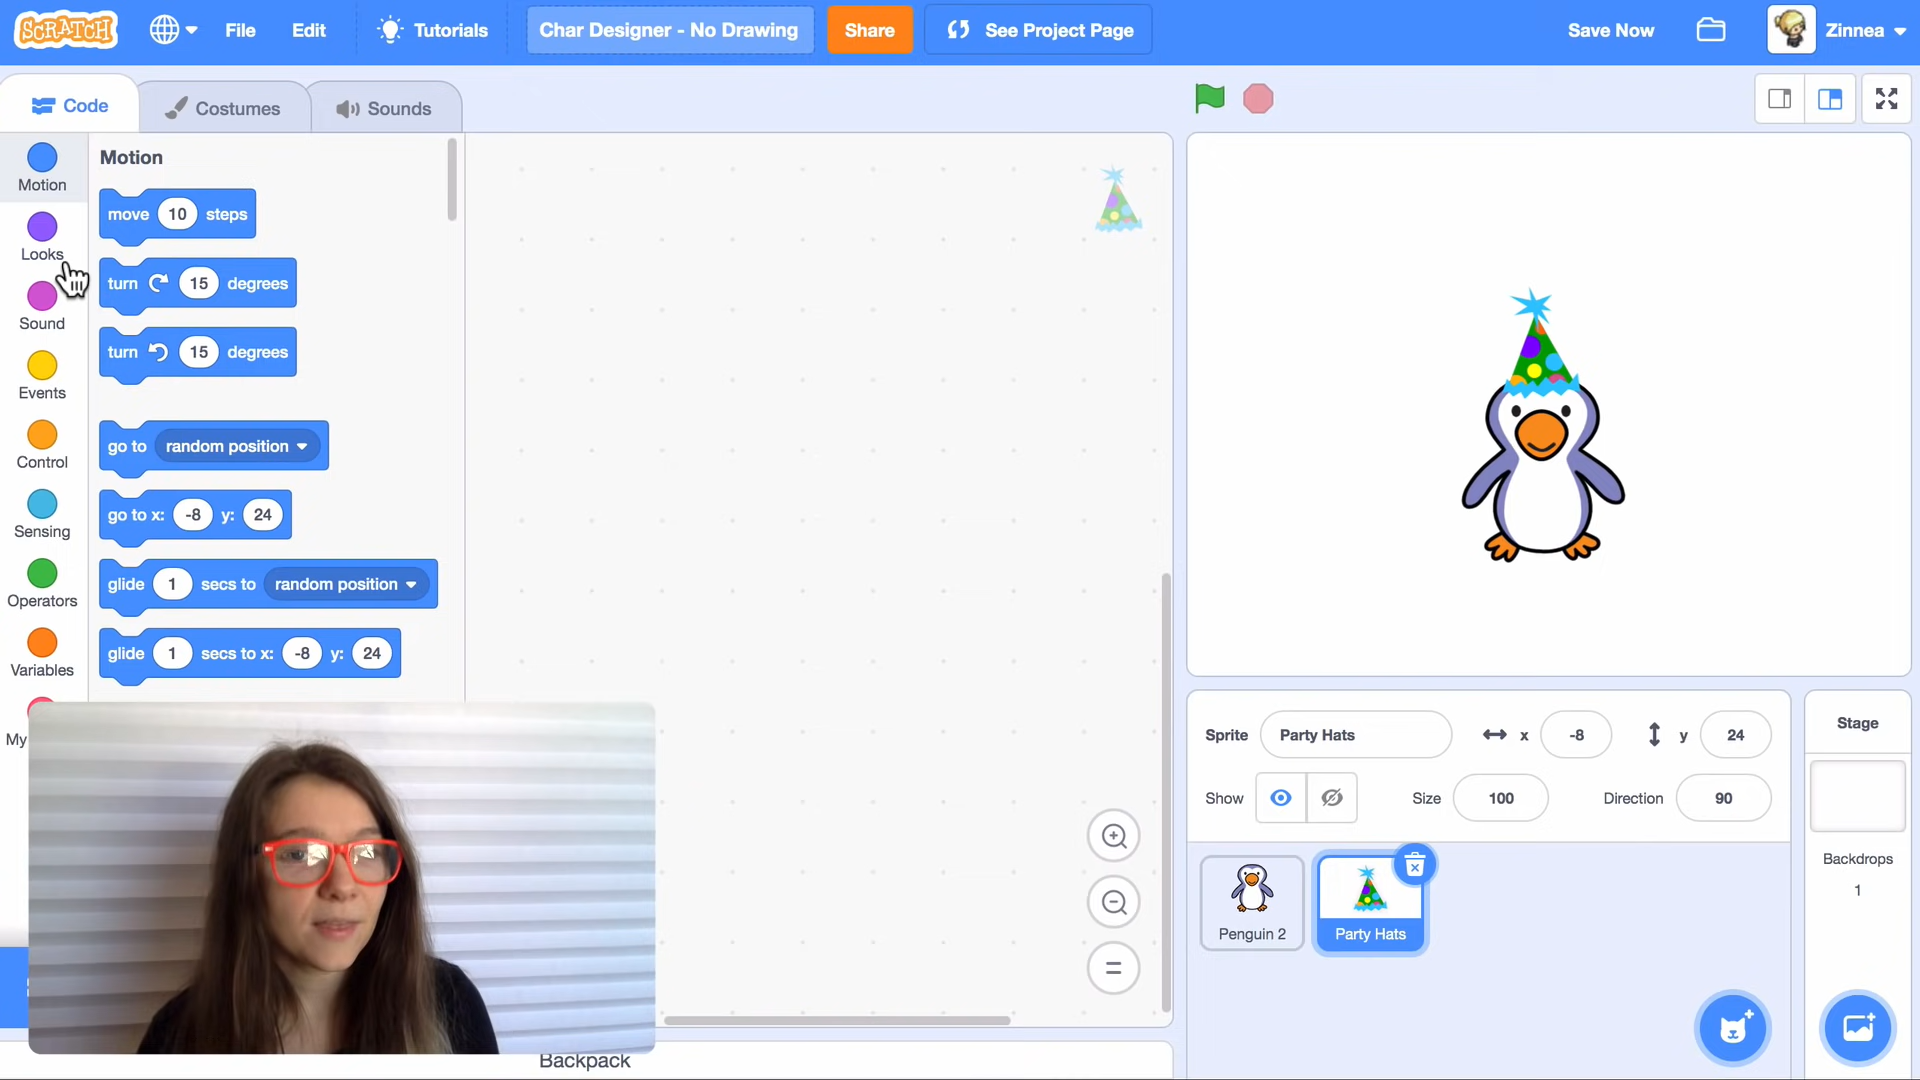 SCRATCH File Edit Tutorials Char Designer - No Drawing Share See Project Page Save Now Zinnea
Code Costumes Sounds
Motion
Looks
Sound
Events
Control
Sensing
Operators
Variables
My
Motion
move 10 steps
turn 15 degrees
turn 15 degrees
go to random position
go to x: -8 y: 24
glide 1 secs to random position
glide 1 secs to x: -8 y: 24
Sprite Party Hats x -8 y 24
Show Size 100 Direction 90
Penguin 2 Party Hats
Stage
Backdrops
1
Backpack